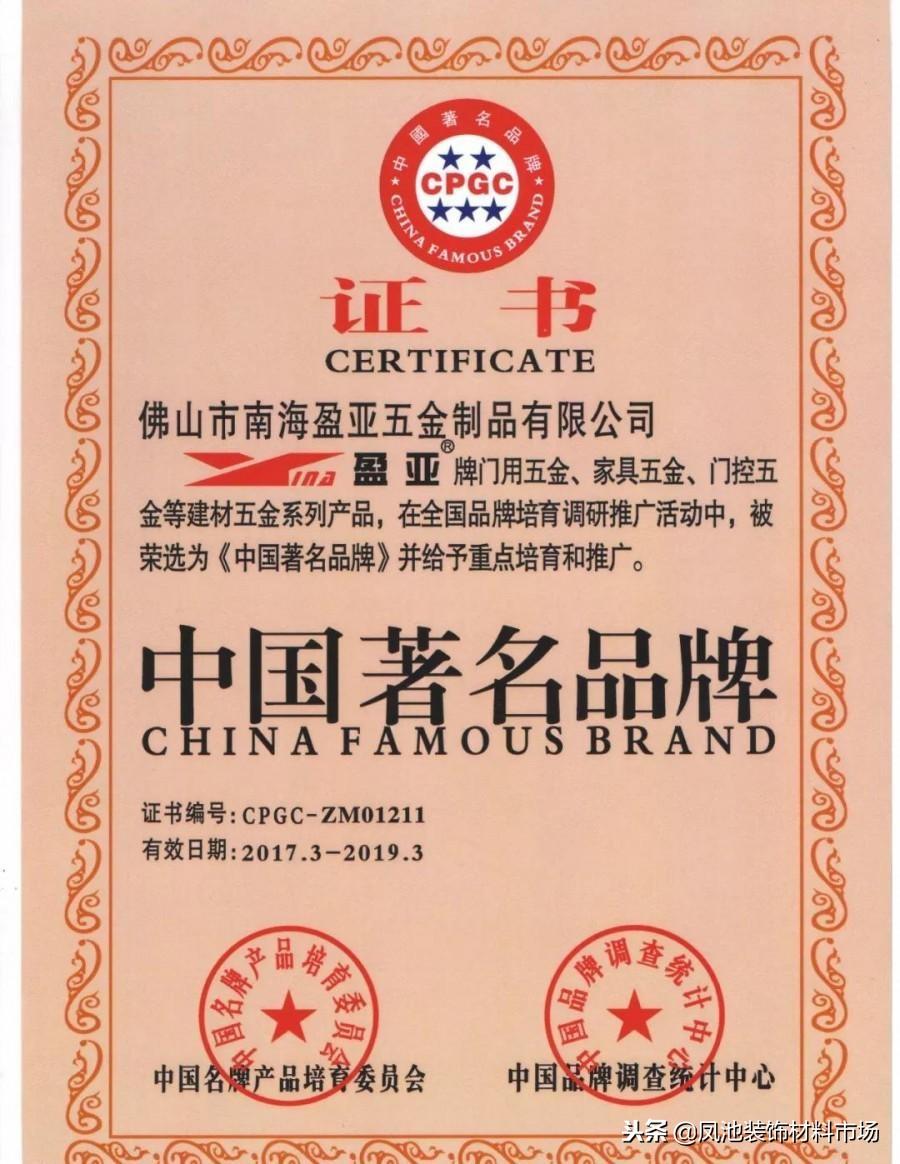 中國著名品牌
CPGC
CHINA FAMOUS BRAND
证书
CERTIFICATE
佛山市南海盈亚五金制品有限公司
Yina 盈亚® 牌门用五金、家具五金、门控五
金等建材五金系列产品，在全国品牌培育调研推广活动中，被
荣选为《中国著名品牌》并给予重点培育和推广。
中国著名品牌
CHINA FAMOUS BRAND
证书编号:CPGC-ZM01211
有效日期:2017.3-2019.3
中国名牌产品培育委员会
中国品牌调查统计中心
中国名牌产品培育委员会
中国品牌调查统计中心
头条 @凤池装饰材料市场